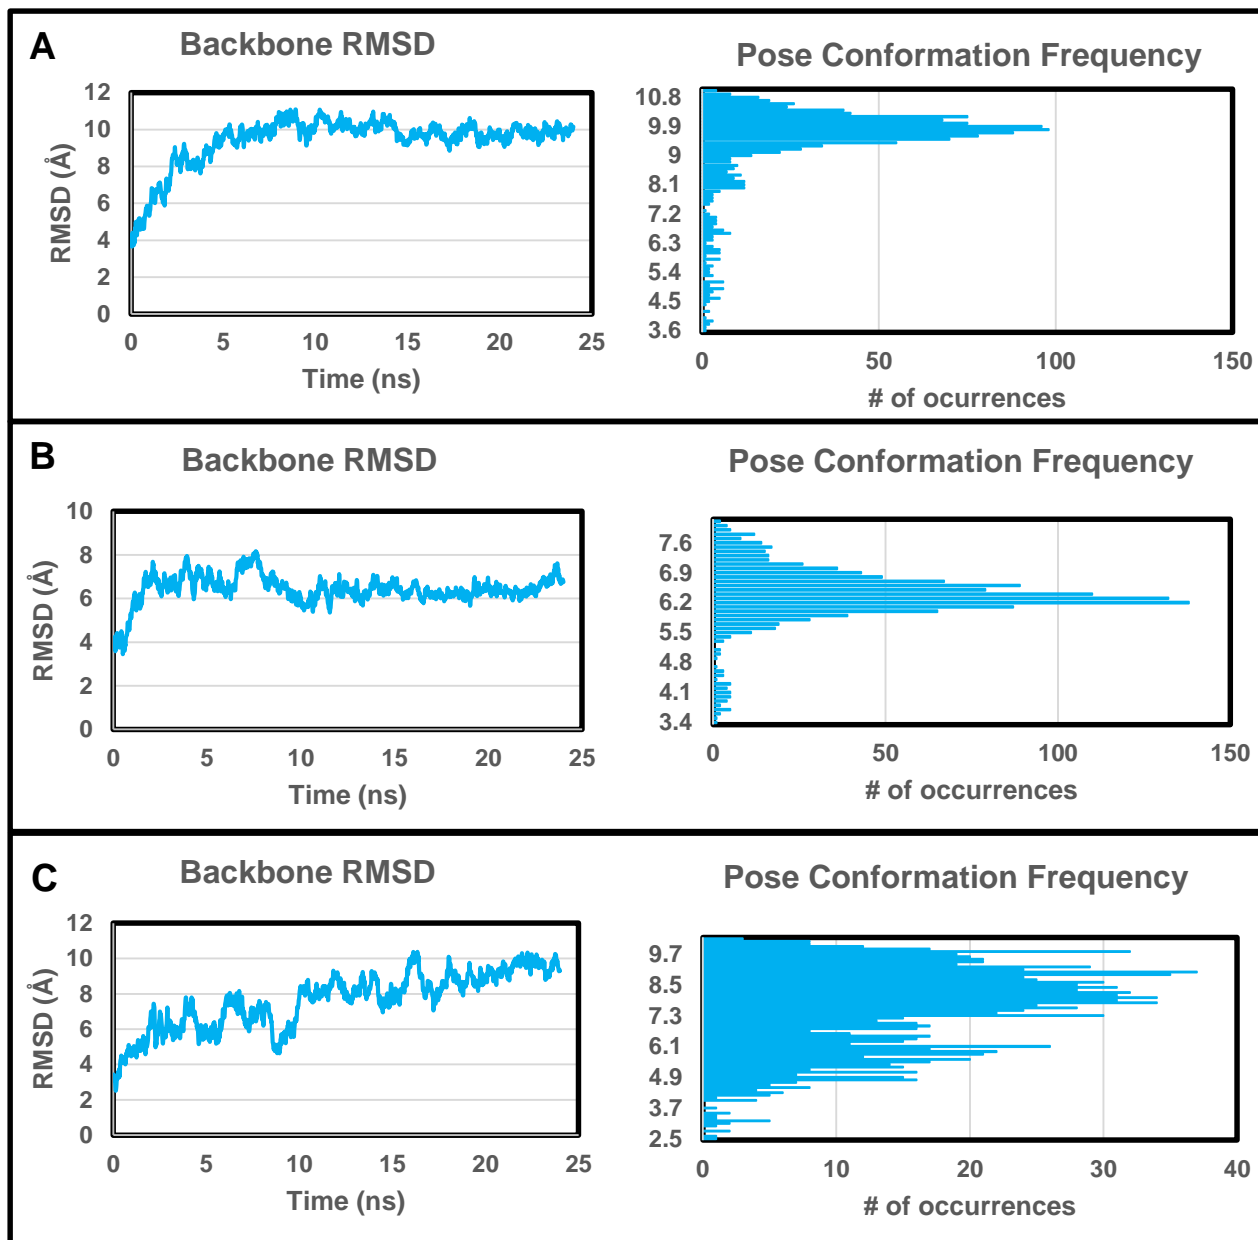 A
Backbone RMSD
Pose Conformation Frequency
12
10
8
6
4
2
0
RMSD (Å)
0 5 10 15 20 25
Time (ns)
10.8
9.9
9
8.1
7.2
6.3
5.4
4.5
3.6
0 50 100 150
# of ocurrences
B
Backbone RMSD
Pose Conformation Frequency
10
8
6
4
2
0
RMSD (Å)
0 5 10 15 20 25
Time (ns)
7.6
6.9
6.2
5.5
4.8
4.1
3.4
0 50 100 150
# of occurrences
C
Backbone RMSD
Pose Conformation Frequency
12
10
8
6
4
2
0
RMSD (Å)
0 5 10 15 20 25
Time (ns)
9.7
8.5
7.3
6.1
4.9
3.7
2.5
0 10 20 30 40
# of occurrences